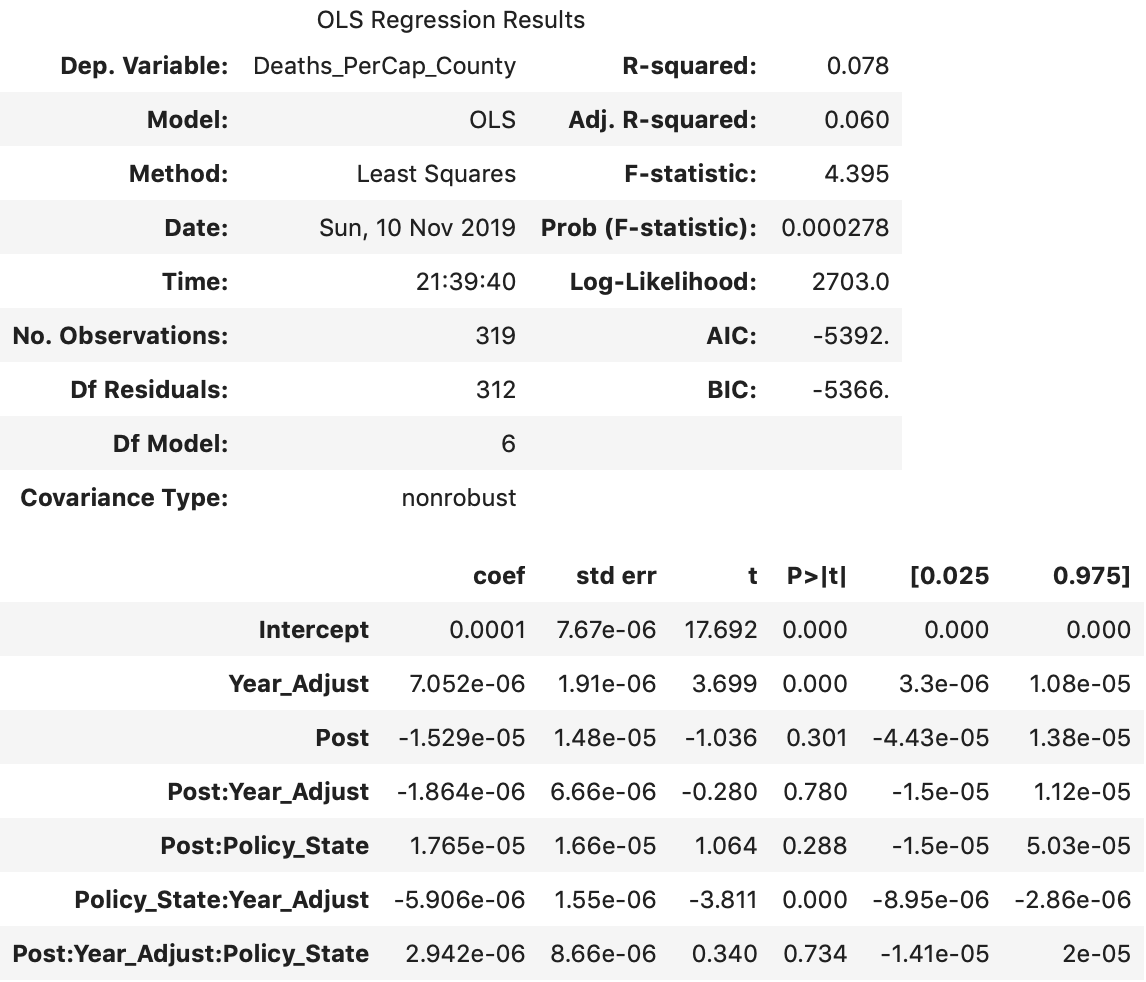 OLS Regression Results
Dep. Variable: Deaths_PerCap_County R-squared: 0.078
Model: OLS Adj. R-squared: 0.060
Method: Least Squares F-statistic: 4.395
Date: Sun, 10 Nov 2019 Prob (F-statistic): 0.000278
Time: 21:39:40 Log-Likelihood: 2703.0
No. Observations: 319 AIC: -5392.
Df Residuals: 312 BIC: -5366.
Df Model: 6
Covariance Type: nonrobust
coef std err t P>|t| [0.025 0.975]
Intercept 0.0001 7.67e-06 17.692 0.000 0.000 0.000
Year_Adjust 7.052e-06 1.91e-06 3.699 0.000 3.3e-06 1.08e-05
Post -1.529e-05 1.48e-05 -1.036 0.301 -4.43e-05 1.38e-05
Post:Year_Adjust -1.864e-06 6.66e-06 -0.280 0.780 -1.5e-05 1.12e-05
Post:Policy_State 1.765e-05 1.66e-05 1.064 0.288 -1.5e-05 5.03e-05
Policy_State:Year_Adjust -5.906e-06 1.55e-06 -3.811 0.000 -8.95e-06 -2.86e-06
Post:Year_Adjust:Policy_State 2.942e-06 8.66e-06 0.340 0.734 -1.41e-05 2e-05